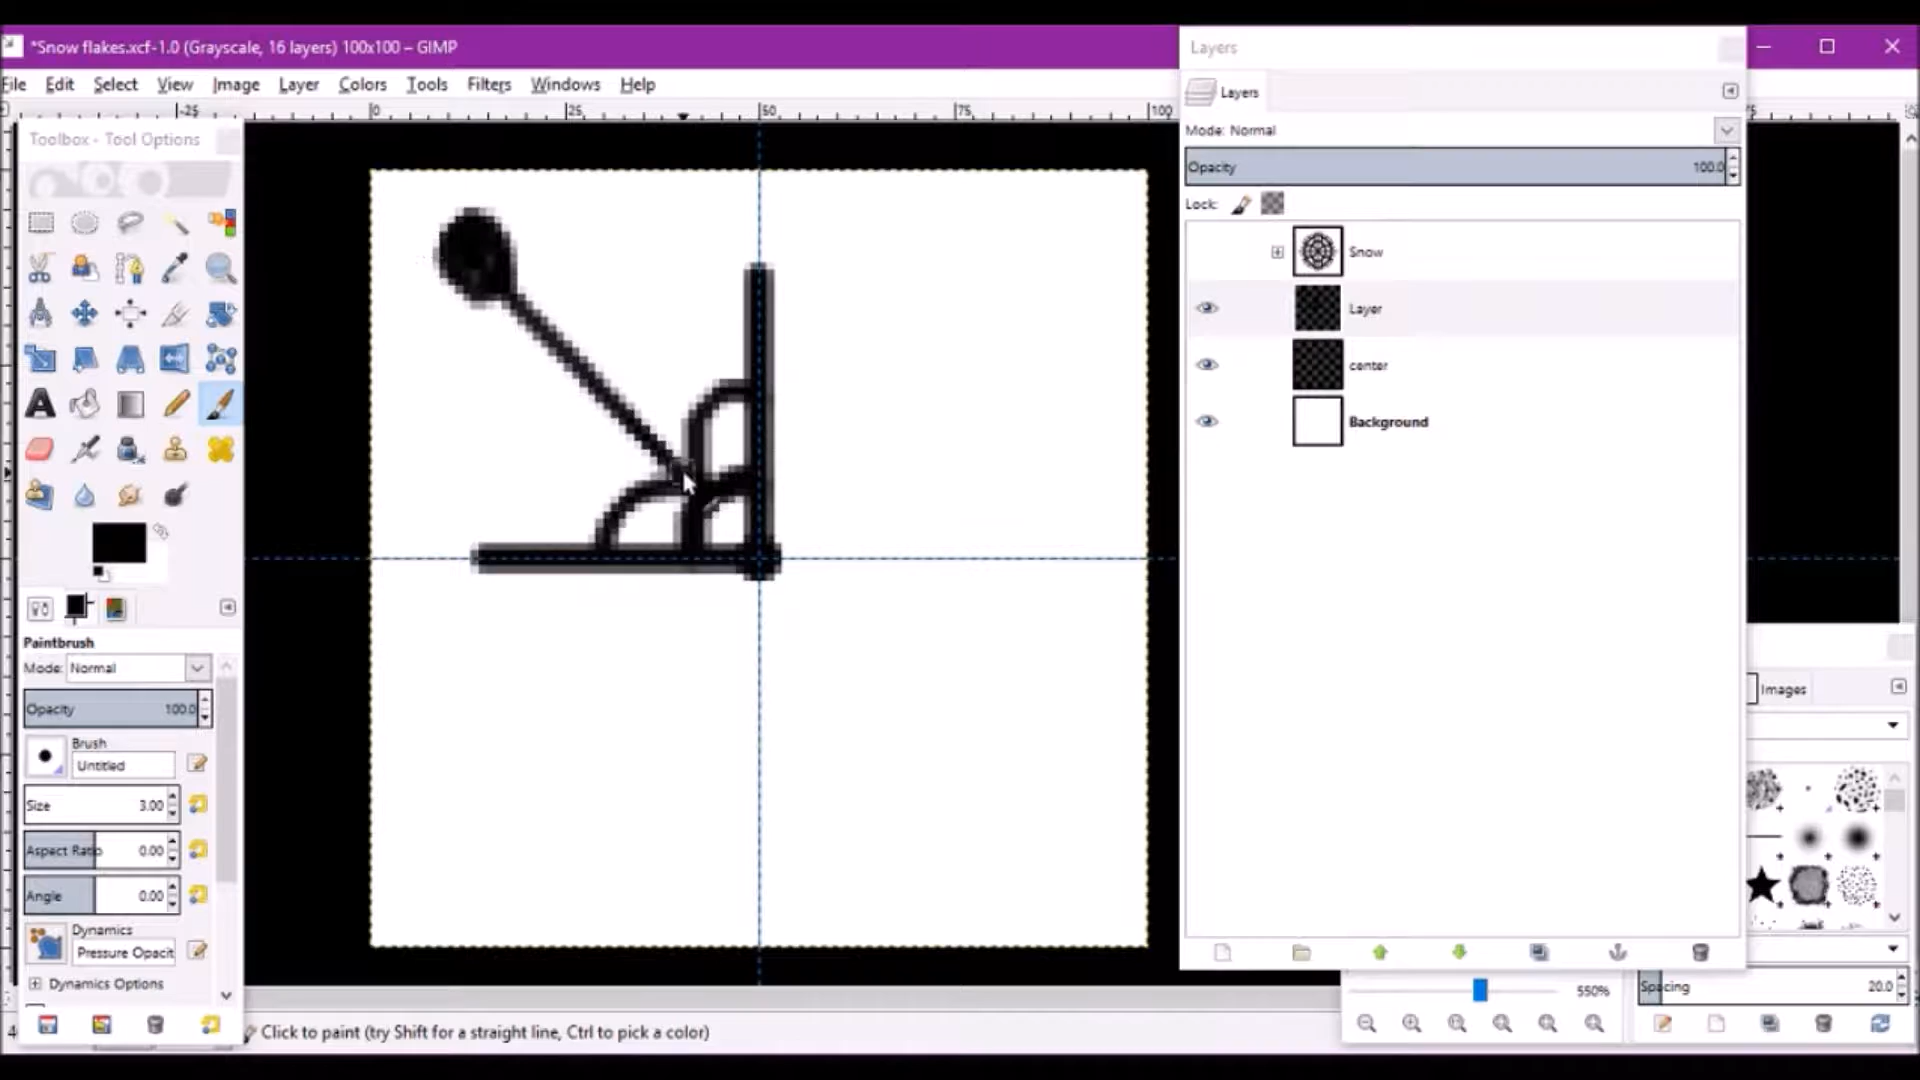 *Snow flakes.xcf-1.0 (Grayscale, 16 layers) 100x100 – GIMP
File Edit Select View Image Layer Colors Tools Filters Windows Help
-25 0 25 50 75 100
Toolbox - Tool Options
Paintbrush
Mode: Normal
Opacity 100.0
Brush
Untitled
Size 3.00
Aspect Ratio 0.00
Angle 0.00
Dynamics
Pressure Opacit
Dynamics Options
Click to paint (try Shift for a straight line, Ctrl to pick a color)
Layers
Layers
Mode: Normal
Opacity 100.0
Lock:
Snow
Layer
center
Background
Images
550%
Spacing 20.0